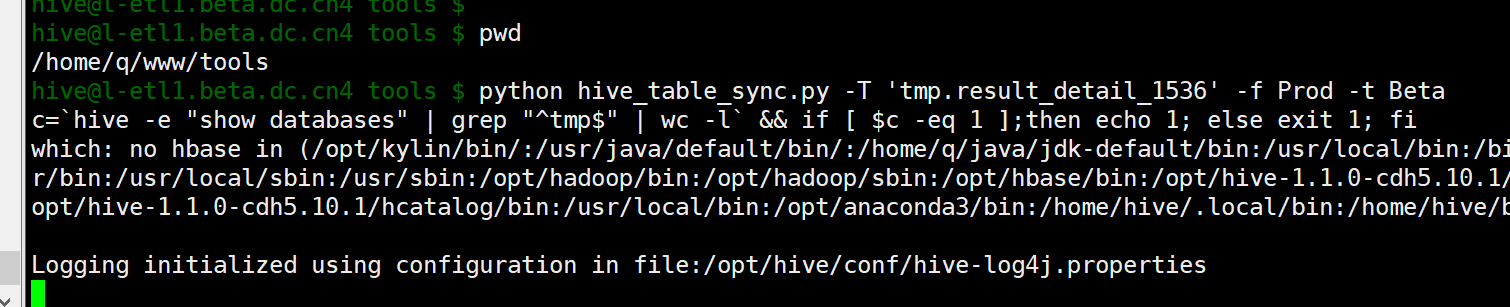 hive@l-etl1.beta.dc.cn4 tools $
hive@l-etl1.beta.dc.cn4 tools $ pwd
/home/q/www/tools
hive@l-etl1.beta.dc.cn4 tools $ python hive_table_sync.py -T 'tmp.result_detail_1536' -f Prod -t Beta
c=`hive -e "show databases" | grep "^tmp$" | wc -l` && if [ $c -eq 1 ];then echo 1; else exit 1; fi
which: no hbase in (/opt/kylin/bin/:/usr/java/default/bin/:/home/q/java/jdk-default/bin:/usr/local/bin:/bi
r/bin:/usr/local/sbin:/usr/sbin:/opt/hadoop/bin:/opt/hadoop/sbin:/opt/hbase/bin:/opt/hive-1.1.0-cdh5.10.1/
opt/hive-1.1.0-cdh5.10.1/hcatalog/bin:/usr/local/bin:/opt/anaconda3/bin:/home/hive/.local/bin:/home/hive/b
Logging initialized using configuration in file:/opt/hive/conf/hive-log4j.properties